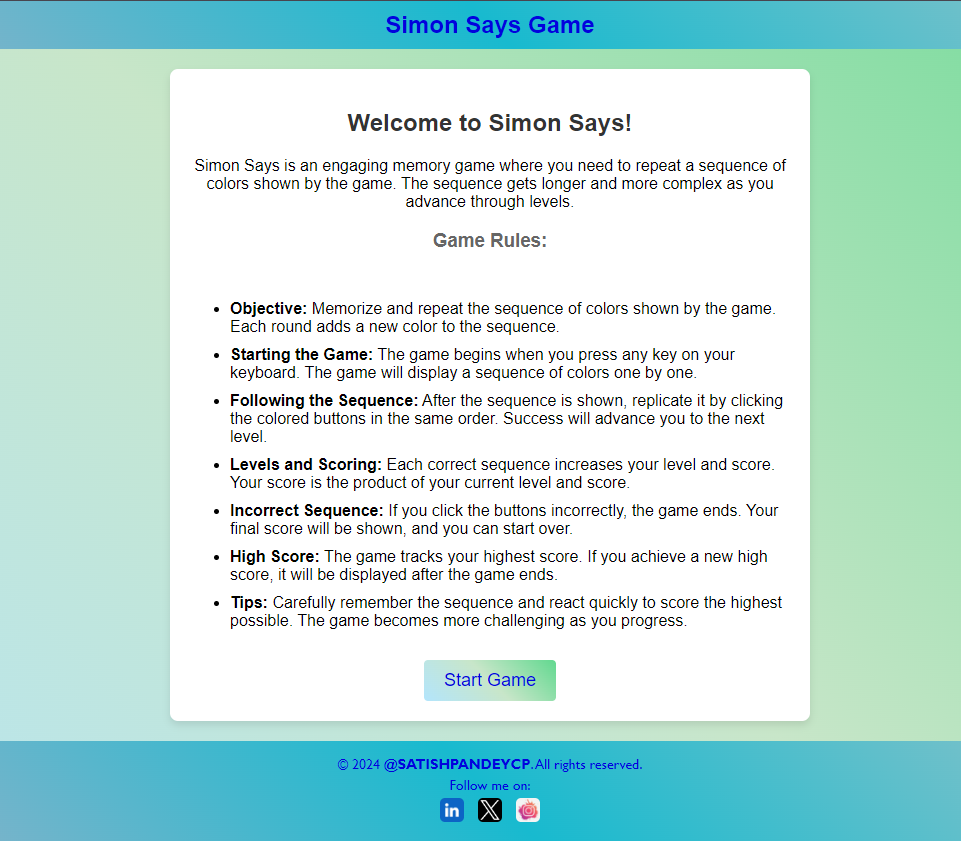 Simon Says Game
Welcome to Simon Says!
Simon Says is an engaging memory game where you need to repeat a sequence of
colors shown by the game. The sequence gets longer and more complex as you
advance through levels.
Game Rules:
• Objective: Memorize and repeat the sequence of colors shown by the game.
Each round adds a new color to the sequence.
• Starting the Game: The game begins when you press any key on your
keyboard. The game will display a sequence of colors one by one.
• Following the Sequence: After the sequence is shown, replicate it by clicking
the colored buttons in the same order. Success will advance you to the next
level.
• Levels and Scoring: Each correct sequence increases your level and score.
Your score is the product of your current level and score.
• Incorrect Sequence: If you click the buttons incorrectly, the game ends. Your
final score will be shown, and you can start over.
• High Score: The game tracks your highest score. If you achieve a new high
score, it will be displayed after the game ends.
• Tips: Carefully remember the sequence and react quickly to score the highest
possible. The game becomes more challenging as you progress.
Start Game
© 2024 @SATISHPANDEYCP.All rights reserved.
Follow me on:
in X